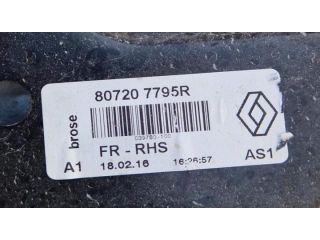 brose
80720 7795R
FR - RHS
A1 18.02.16 16:26:57 AS1